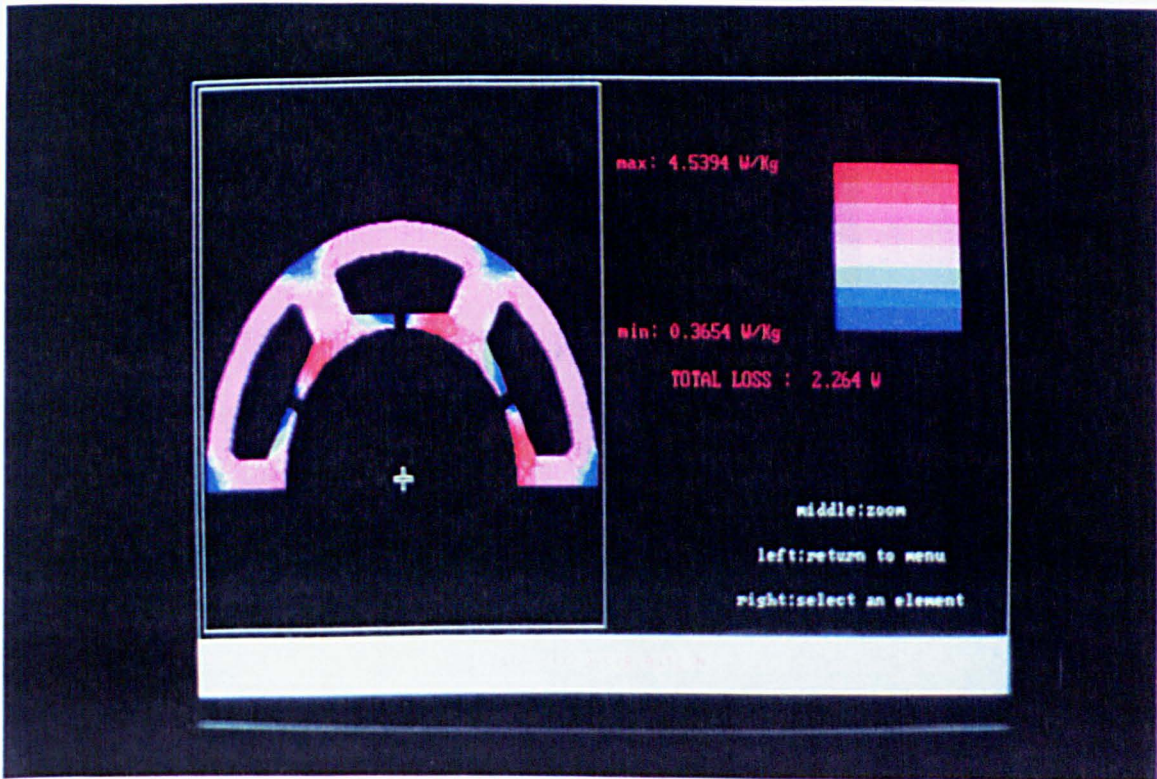 max: 4.5394 W/Kg
min: 0.3654 W/Kg
TOTAL LOSS : 2.264 W
middle:zoom
left:return to menu
right:select an element